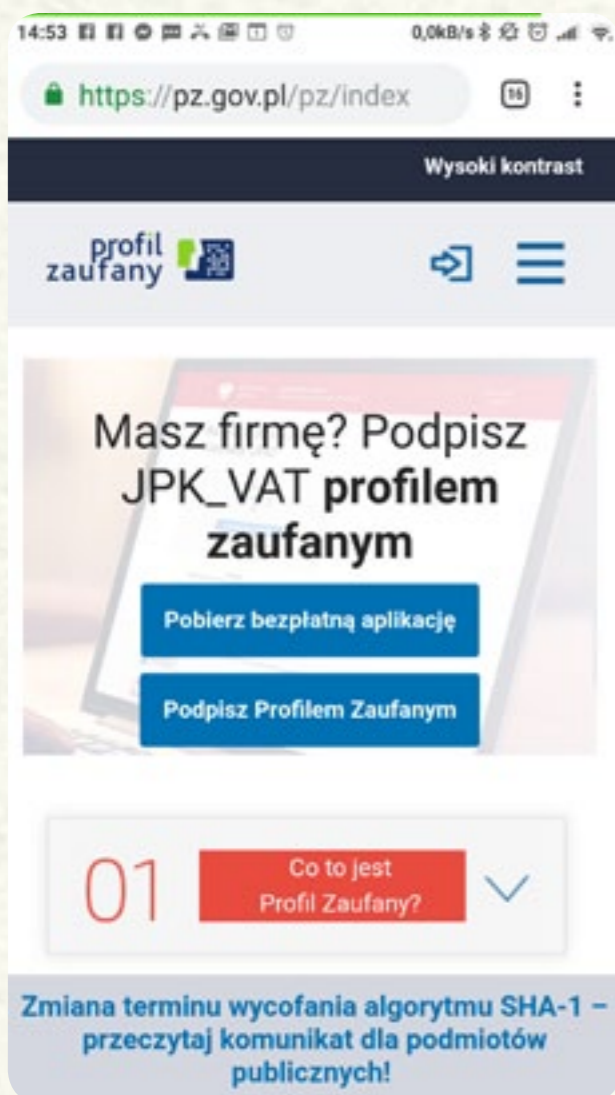 14:53
0,0kB/s
https://pz.gov.pl/pz/index
16
Wysoki kontrast
profil
zaufany
Masz firmę? Podpisz
JPK_VAT profilem
zaufanym
Pobierz bezpłatną aplikację
Podpisz Profilem Zaufanym
01
Co to jest
Profil Zaufany?
Zmiana terminu wycofania algorytmu SHA-1 –
przeczytaj komunikat dla podmiotów
publicznych!